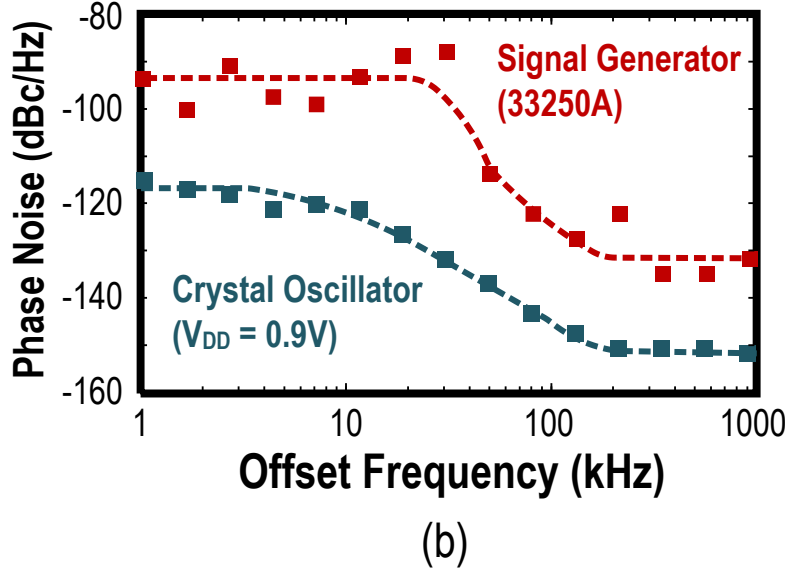 Phase Noise (dBc/Hz)
-80
-100
-120
-140
-160
Signal Generator
(33250A)
Crystal Oscillator
(VDD = 0.9V)
1
10
100
1000
Offset Frequency (kHz)
(b)